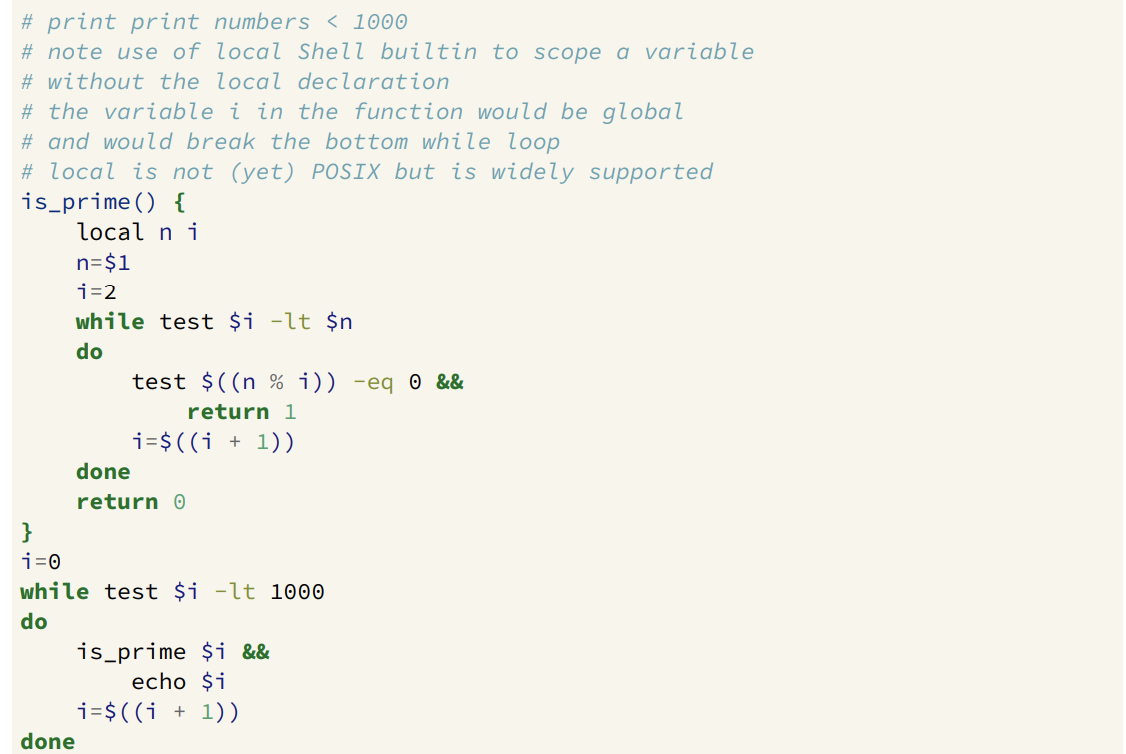 # print print numbers < 1000
# note use of local Shell builtin to scope a variable
# without the local declaration
# the variable i in the function would be global
# and would break the bottom while loop
# local is not (yet) POSIX but is widely supported
is_prime() {
    local n i
    n=$1
    i=2
    while test $i -lt $n
    do
        test $((n % i)) -eq 0 &&
            return 1
        i=$((i + 1))
    done
    return 0
}
i=0
while test $i -lt 1000
do
    is_prime $i &&
        echo $i
    i=$((i + 1))
done